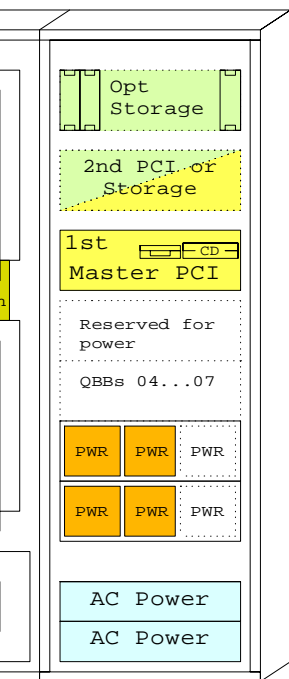 Opt
Storage
2nd PCI or
Storage
1st
CD
Master PCI
Reserved for
power
QBBs 04...07
PWR PWR PWR
PWR PWR PWR
AC Power
AC Power